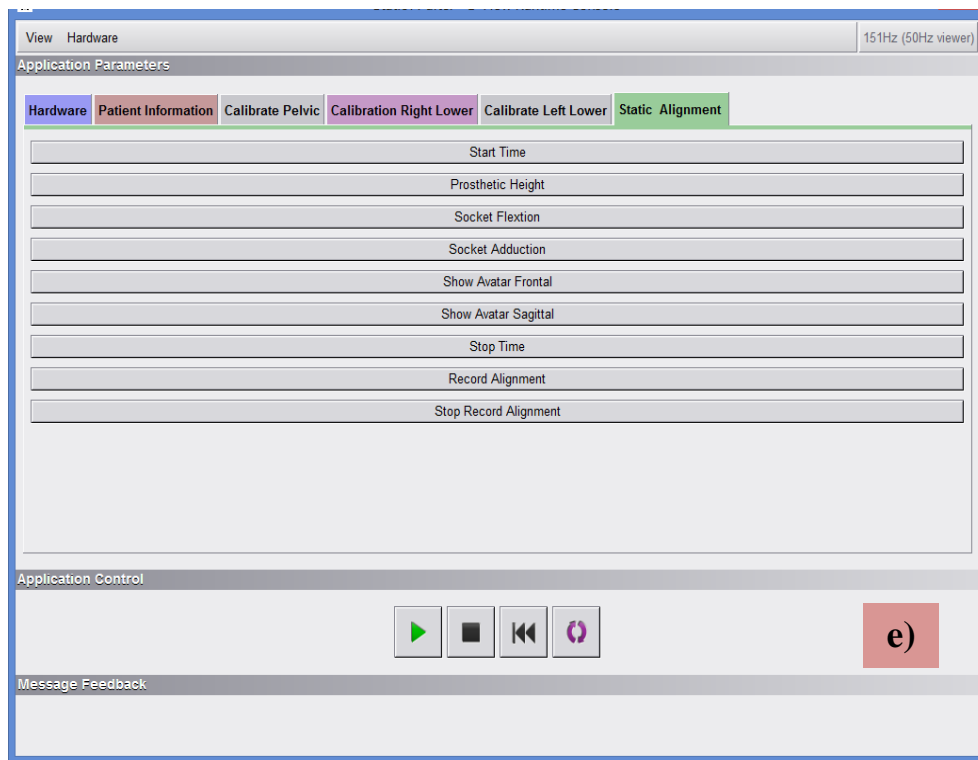 View Hardware 151Hz (50Hz viewer)
Application Parameters
Hardware Patient Information Calibrate Pelvic Calibration Right Lower Calibrate Left Lower Static Alignment
Start Time
Prosthetic Height
Socket Flextion
Socket Adduction
Show Avatar Frontal
Show Avatar Sagittal
Stop Time
Record Alignment
Stop Record Alignment
Application Control
e)
Message Feedback